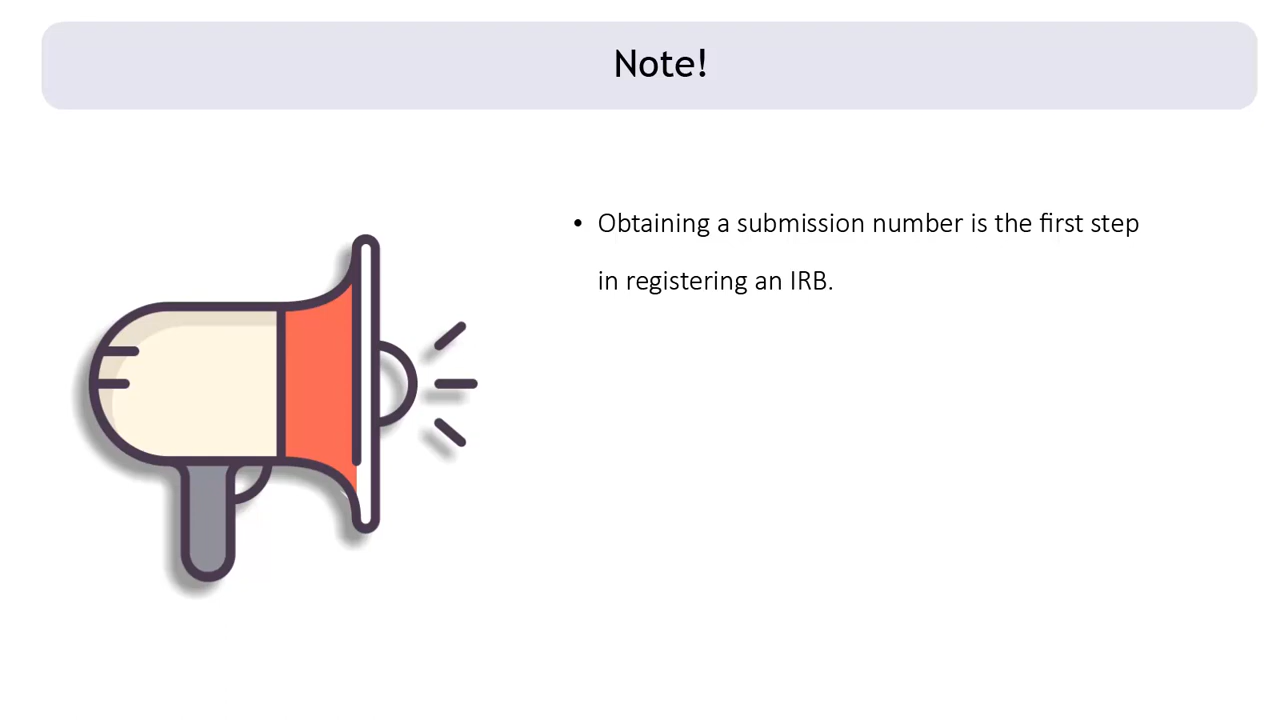 Note!
• Obtaining a submission number is the first step
in registering an IRB.